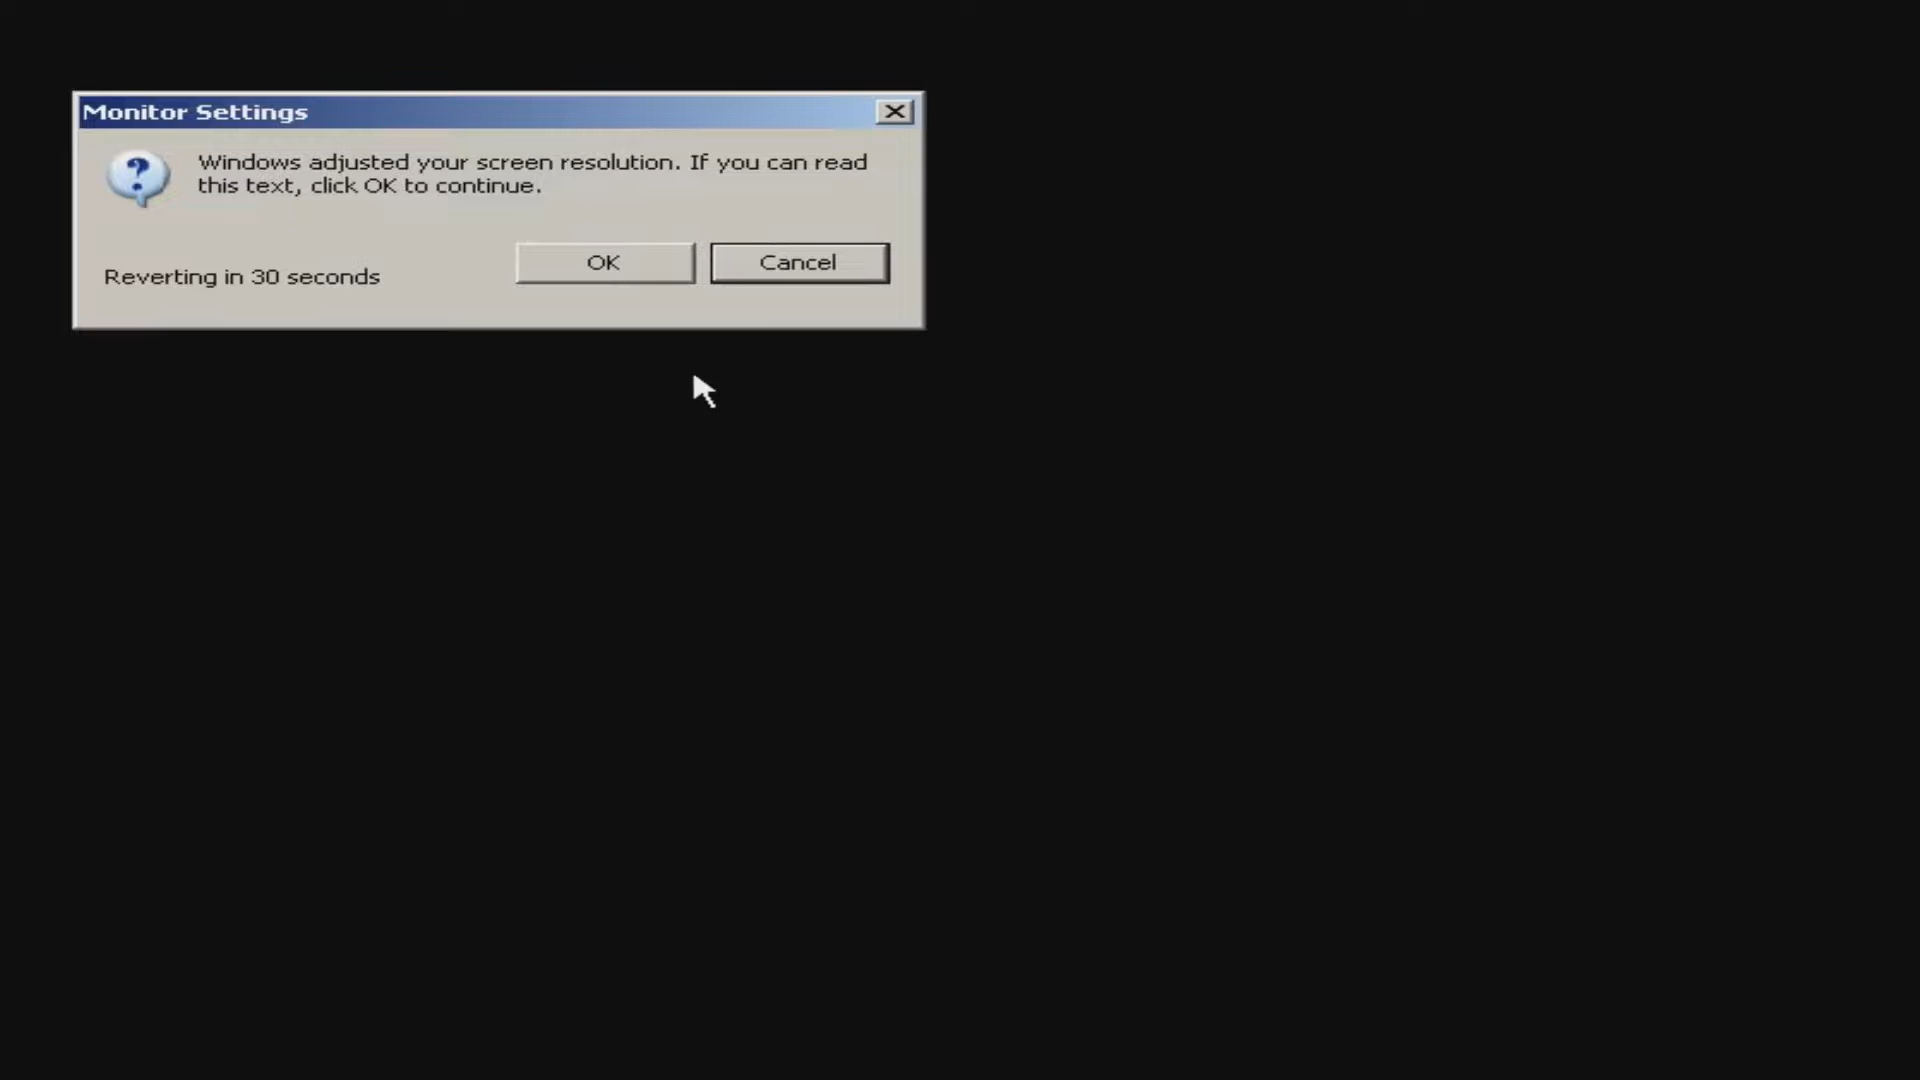 Monitor Settings
Windows adjusted your screen resolution. If you can read
this text, click OK to continue.
OK
Cancel
Reverting in 30 seconds